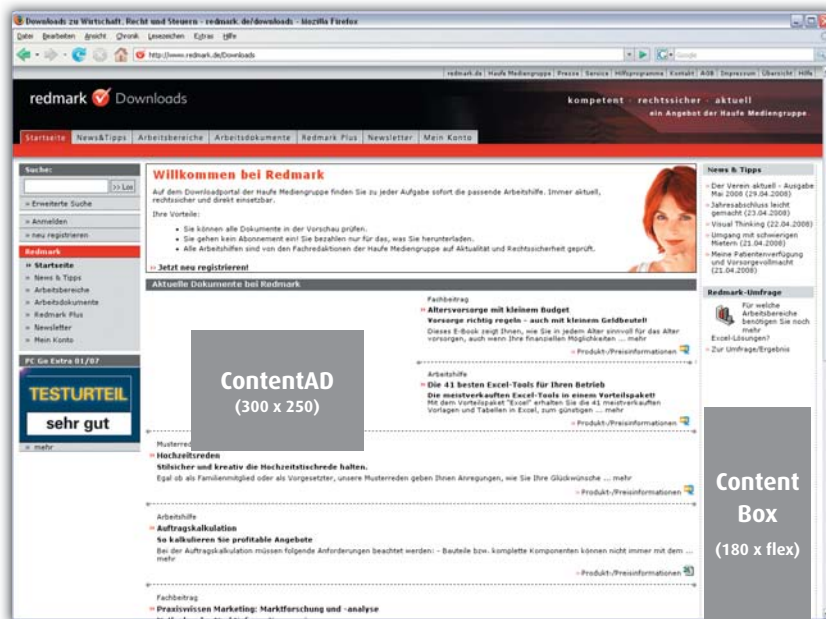 Downloads zu Wirtschaft, Recht und Steuern - redmark.de/downloads - Mozilla Firefox
Datei Bearbeiten Ansicht Chronik Lesezeichen Extras Hilfe
http://www.redmark.de/Downloads
Google
redmark.de | Haufe Mediengruppe | Presse | Service | Hilfsprogramme | Kontakt | AGB | Impressum | Übersicht | Hilfe
redmark Downloads
kompetent · rechtssicher · aktuell
ein Angebot der Haufe Mediengruppe
Startseite News&Tipps Arbeitsbereiche Arbeitsdokumente Redmark Plus Newsletter Mein Konto
Suche:
>> Los
» Erweiterte Suche
» Anmelden
» neu registrieren
Redmark
» Startseite
» News & Tipps
» Arbeitsbereiche
» Arbeitsdokumente
» Redmark Plus
» Newsletter
» Mein Konto
PC Go Extra 01/07
TESTURTEIL
sehr gut
» mehr
Willkommen bei Redmark
Auf dem Downloadportal der Haufe Mediengruppe finden Sie zu jeder Aufgabe sofort die passende Arbeitshilfe. Immer aktuell,
rechtssicher und direkt einsetzbar.
Ihre Vorteile:
• Sie können alle Dokumente in der Vorschau prüfen.
• Sie gehen kein Abonnement ein! Sie bezahlen nur für das, was Sie herunterladen.
• Alle Arbeitshilfen sind von den Fachredaktionen der Haufe Mediengruppe auf Aktualität und Rechtssicherheit geprüft.
» Jetzt neu registrieren!
Aktuelle Dokumente bei Redmark
Fachbeitrag
» Altersvorsorge mit kleinem Budget
Vorsorge richtig regeln - auch mit kleinem Geldbeutel!
Dieses E-Book zeigt Ihnen, wie Sie in jedem Alter sinnvoll für das Alter
vorsorgen, auch wenn Ihre finanziellen Möglichkeiten ... mehr
» Produkt-/Preisinformationen
Arbeitshilfe
» Die 41 besten Excel-Tools für Ihren Betrieb
Die meistverkauften Excel-Tools in einem Vorteilspaket!
Mit dem Vorteilspaket "Excel" erhalten Sie die 41 meistverkauften
Vorlagen und Tabellen in Excel, zum günstigen ... mehr
» Produkt-/Preisinformationen
ContentAD
(300 x 250)
Musterrede
» Hochzeitsreden
Stilsicher und kreativ die Hochzeitstischrede halten.
Egal ob als Familienmitglied oder als Vorgesetzter, unsere Musterreden geben Ihnen Anregungen, wie Sie Ihre Glückwünsche ... mehr
» Produkt-/Preisinformationen
Arbeitshilfe
» Auftragskalkulation
So kalkulieren Sie profitable Angebote
Bei der Auftragskalkulation müssen folgende Anforderungen beachtet werden: - Bauteile bzw. komplette Komponenten können nicht immer mit dem ...
mehr
» Produkt-/Preisinformationen
Fachbeitrag
» Praxiswissen Marketing: Marktforschung und -analyse
News & Tipps
» Der Verein aktuell - Ausgabe
Mai 2008 (29.04.2008)
» Jahresabschluss leicht
gemacht (23.04.2008)
» Visual Thinking (22.04.2008)
» Umgang mit schwierigen
Mietern (21.04.2008)
» Meine Patientenverfügung
und Vorsorgevollmacht
(21.04.2008)
Redmark-Umfrage
Für welche
Arbeitsbereiche
benötigen Sie noch
mehr
Excel-Lösungen?
» Zur Umfrage/Ergebnis
Content
Box
(180 x flex)